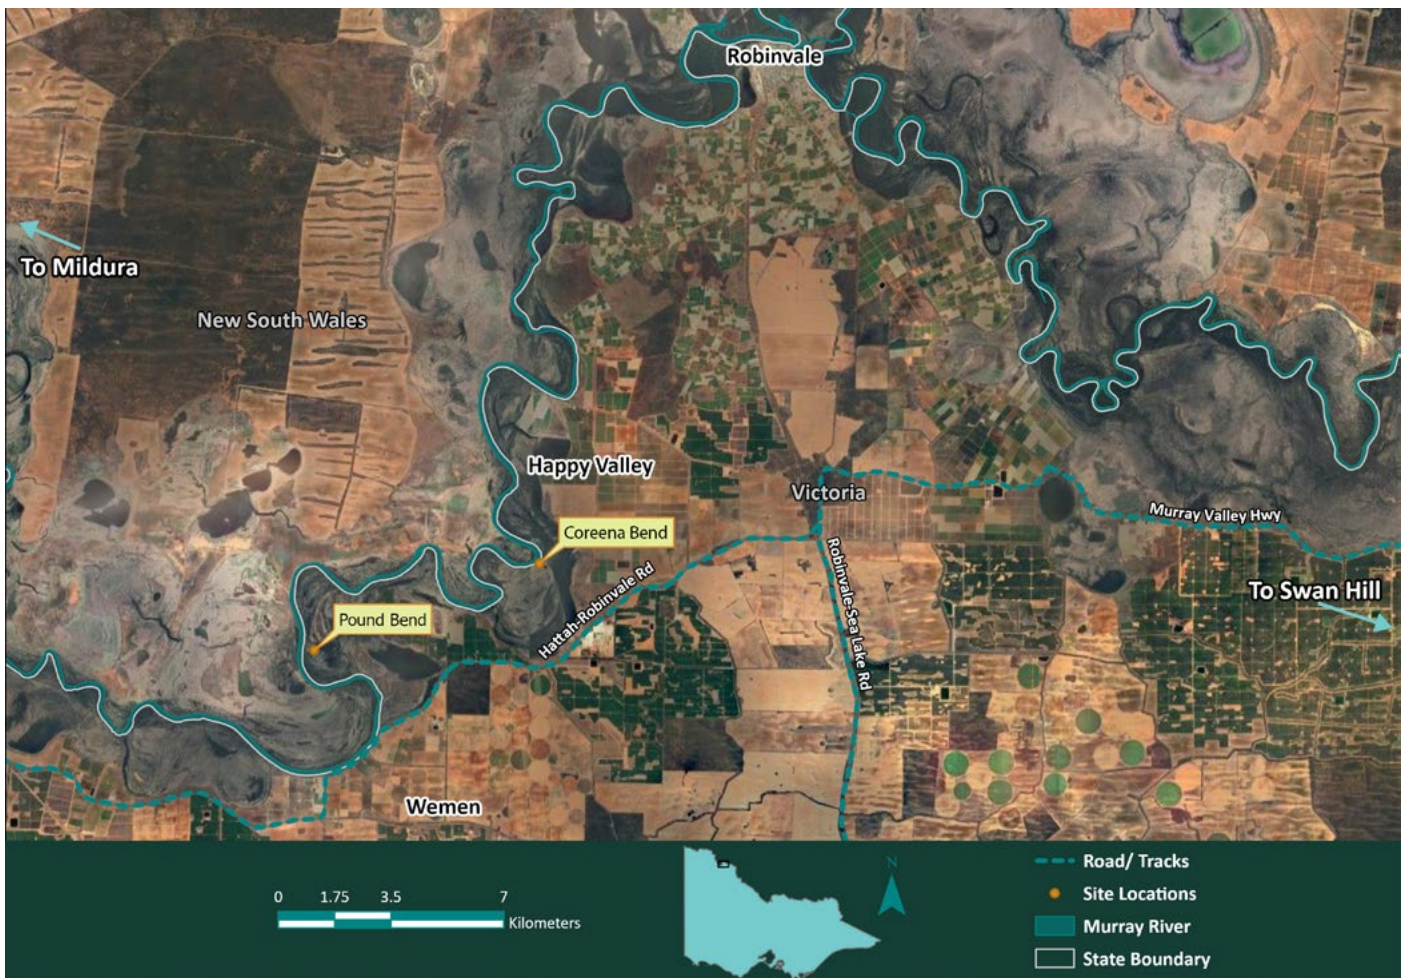 Robinvale
To Mildura
New South Wales
Happy Valley
Victoria
Murray Valley Hwy
Coreena Bend
Hattah-Robinvale Rd
Robinvale-Sea Lake Rd
To Swan Hill
Pound Bend
Wemen
0 1.75 3.5 7
Kilometers
N
Road/ Tracks
Site Locations
Murray River
State Boundary